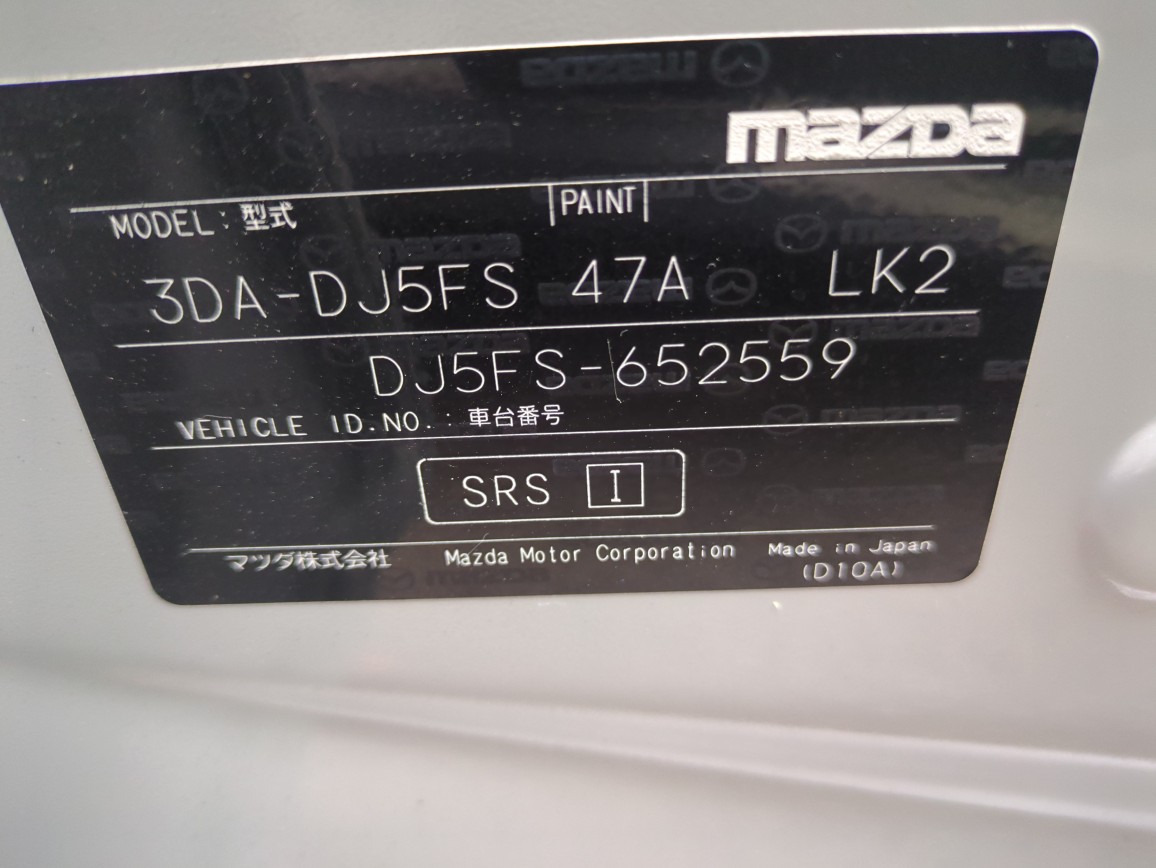 mazda
MODEL: 型式 PAINT
3DA-DJ5FS 47A LK2
DJ5FS-652559
VEHICLE ID.NO.: 車台番号
SRS I
マツダ株式会社 Mazda Motor Corporation Made in Japan
(D10A)